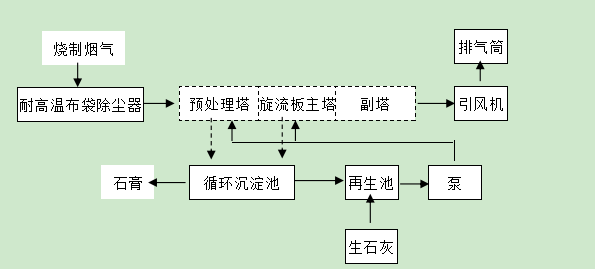 烧制烟气
排气筒
耐高温布袋除尘器
预处理塔
旋流板主塔
副塔
引风机
石膏
循环沉淀池
再生池
泵
生石灰